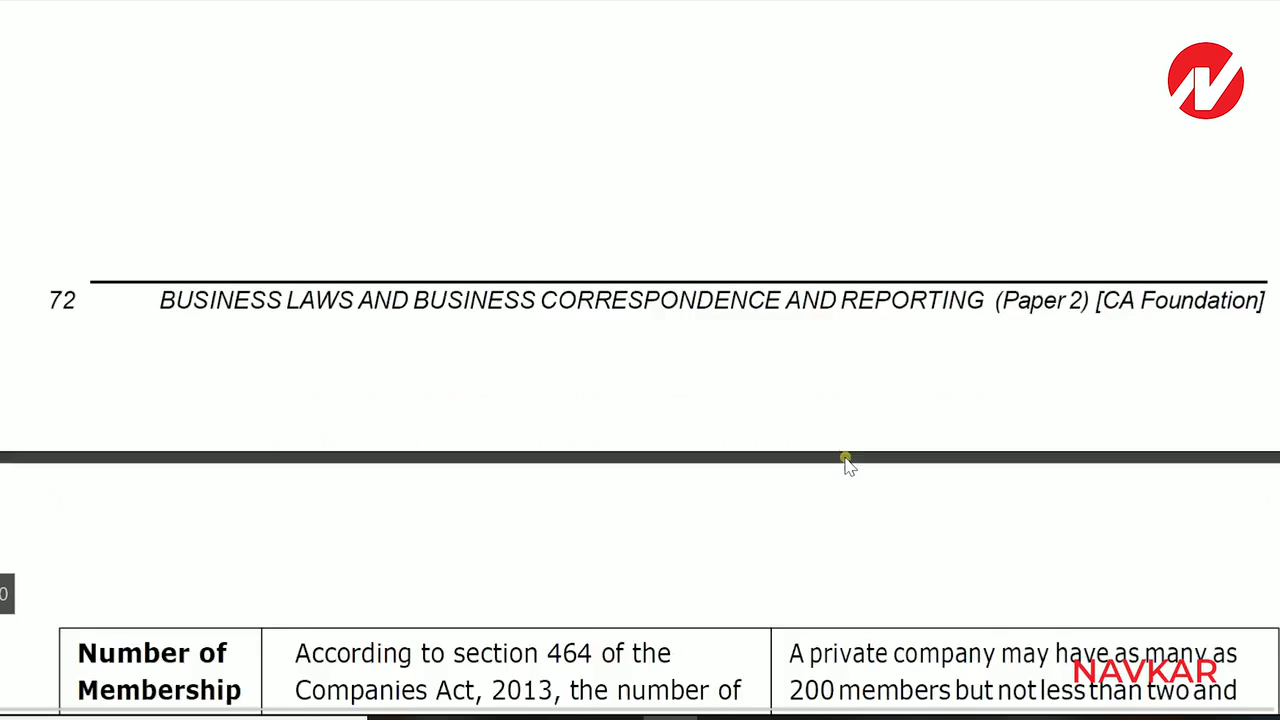 72 BUSINESS LAWS AND BUSINESS CORRESPONDENCE AND REPORTING (Paper 2) [CA Foundation]
0
Number of
Membership
According to section 464 of the
Companies Act, 2013, the number of
A private company may have as many as
200 members but not less than two and
NAVKAR